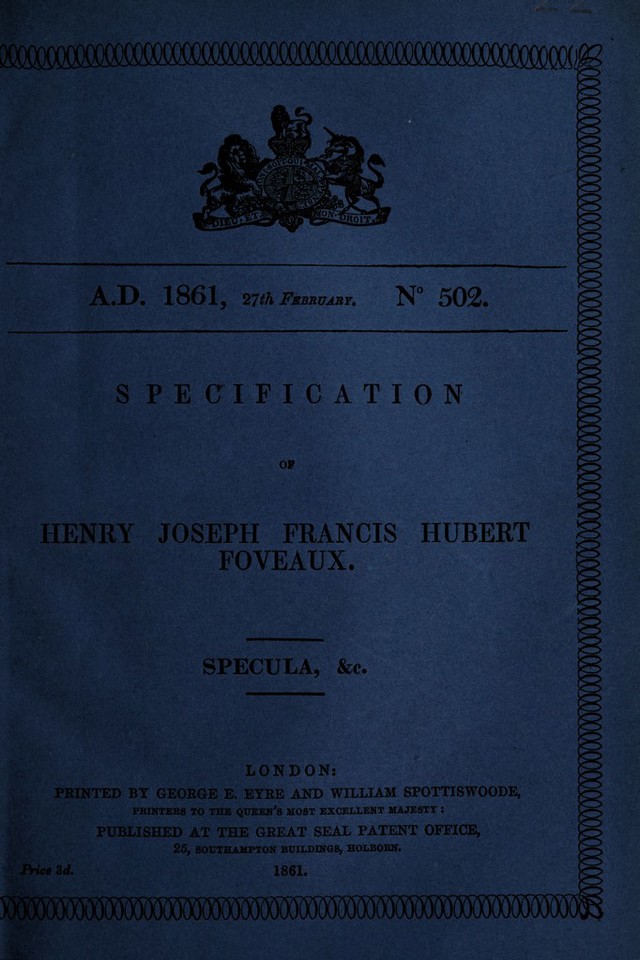 DIEU ET MON DROIT.
A.D. 1861, 27th FEBRUARY. No 502.
SPECIFICATION
OF
HENRY JOSEPH FRANCIS HUBERT
FOVEAUX.
SPECULA, &c.
LONDON:
PRINTED BY GEORGE E. EYRE AND WILLIAM SPOTTISWOODE,
PRINTERS TO THE QUEEN'S MOST EXCELLENT MAJESTY:
PUBLISHED AT THE GREAT SEAL PATENT OFFICE,
25, SOUTHAMPTON BUILDINGS, HOLBORN.
Price 3d. 1861.